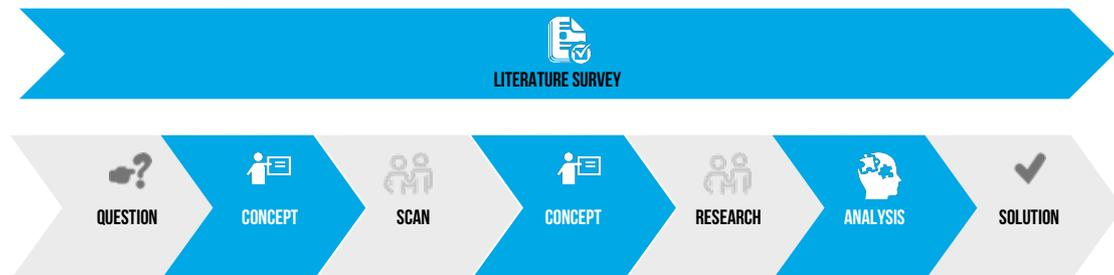 LITERATURE SURVEY
QUESTION
CONCEPT
SCAN
CONCEPT
RESEARCH
ANALYSIS
SOLUTION